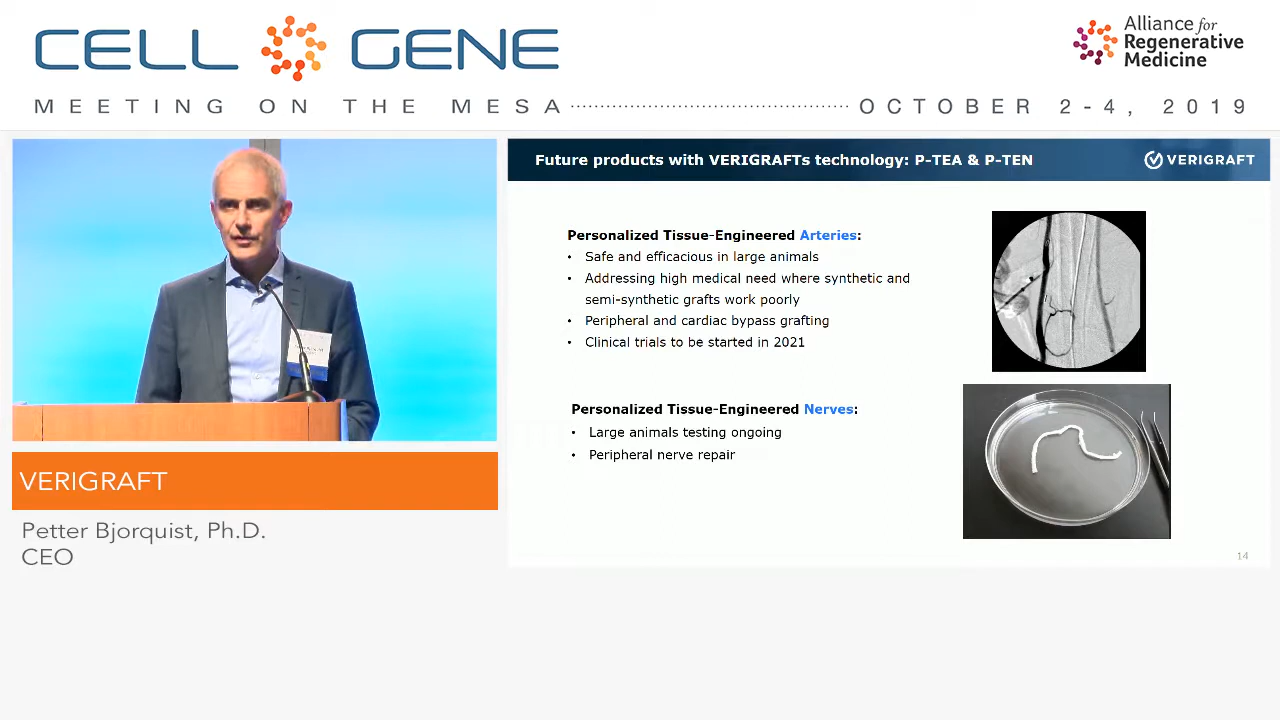 CELL GENE
MEETING ON THE MESA
OCTOBER 2-4, 2019
Alliance for
Regenerative
Medicine
Future products with VERIGRAFTs technology: P-TEA & P-TEN
VERIGRAFT
Personalized Tissue-Engineered Arteries:
• Safe and efficacious in large animals
• Addressing high medical need where synthetic and
semi-synthetic grafts work poorly
• Peripheral and cardiac bypass grafting
• Clinical trials to be started in 2021
Personalized Tissue-Engineered Nerves:
• Large animals testing ongoing
• Peripheral nerve repair
14
VERIGRAFT
Petter Bjorquist, Ph.D.
CEO